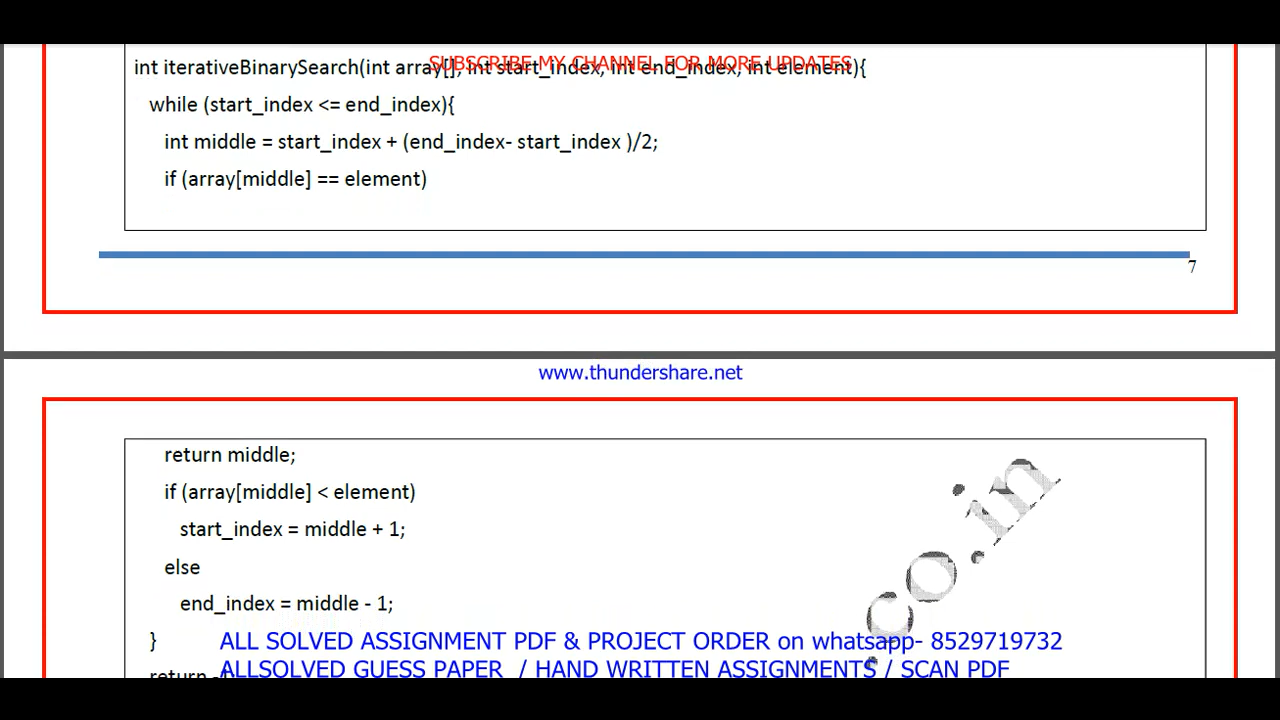 SUBSCRIBE MY CHANNEL FOR MORE UPDATES
int iterativeBinarySearch(int array[], int start_index, int end_index, int element){
while (start_index <= end_index){
int middle = start_index + (end_index- start_index )/2;
if (array[middle] == element)
7
www.thundershare.net
return middle;
if (array[middle] < element)
start_index = middle + 1;
else
end_index = middle - 1;
}
ALL SOLVED ASSIGNMENT PDF & PROJECT ORDER on whatsapp- 8529719732
return -1
ALLSOLVED GUESS PAPER / HAND WRITTEN ASSIGNMENTS / SCAN PDF
co.in